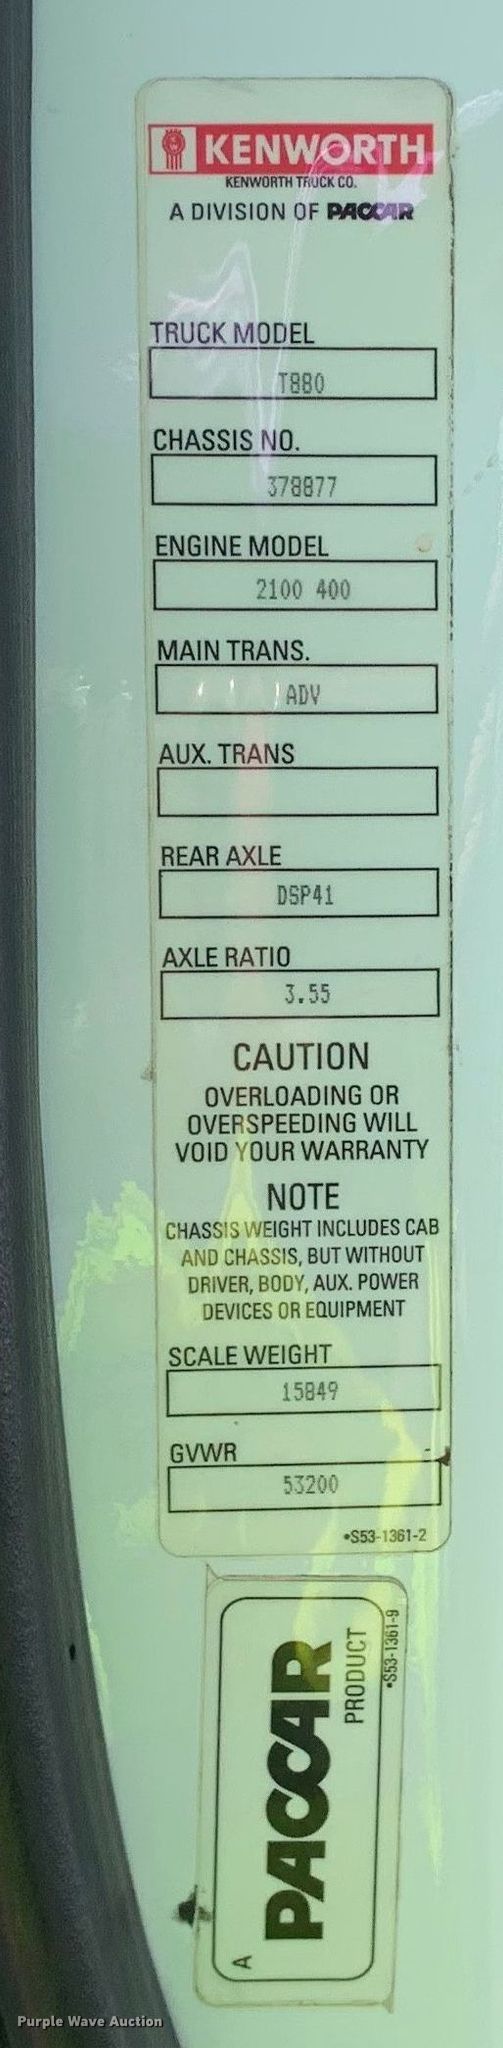 KENWORTH
KENWORTH TRUCK CO.
A DIVISION OF PACCAR
TRUCK MODEL
T880
CHASSIS NO.
378877
ENGINE MODEL
2100 400
MAIN TRANS.
ADV
AUX. TRANS
REAR AXLE
DSP41
AXLE RATIO
3.55
CAUTION
OVERLOADING OR
OVERSPEEDING WILL
VOID YOUR WARRANTY
NOTE
CHASSIS WEIGHT INCLUDES CAB
AND CHASSIS, BUT WITHOUT
DRIVER, BODY, AUX. POWER
DEVICES OR EQUIPMENT
SCALE WEIGHT
15849
GVWR
53200
•S53-1361-2
A
PACCAR
PRODUCT
•S53-1361-9
Purple Wave Auction